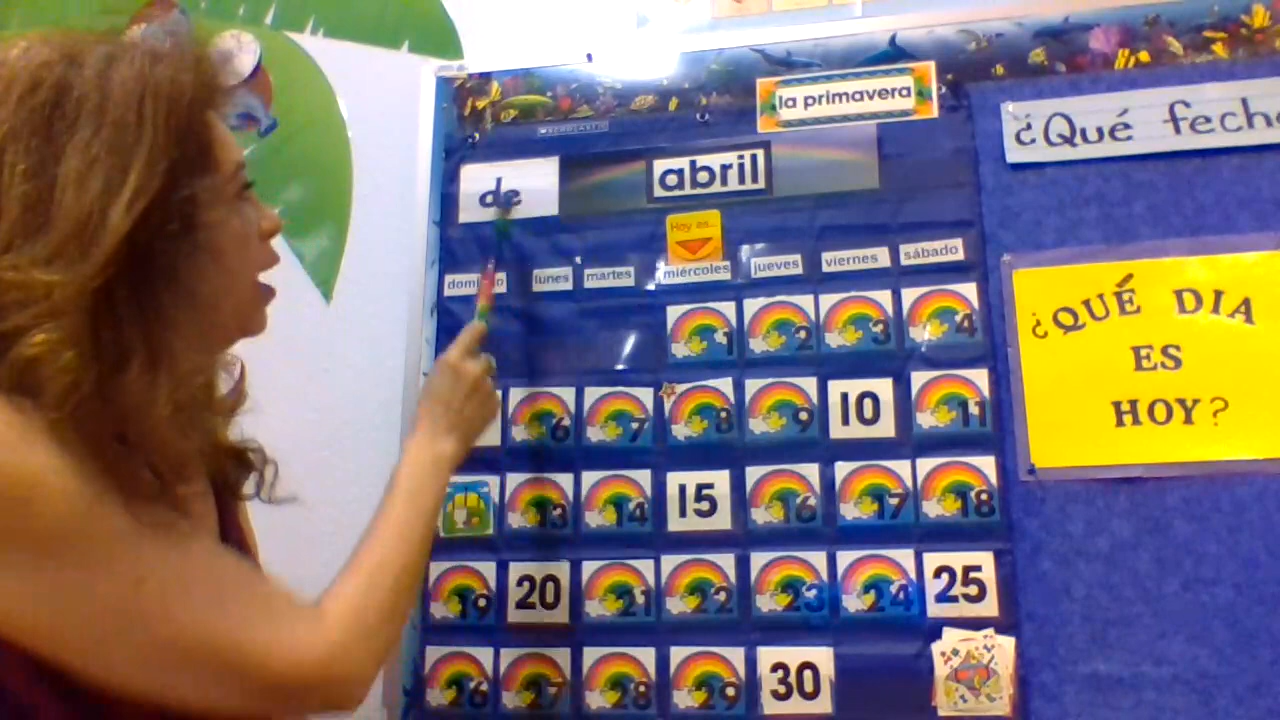 la primavera
SCHOLASTIC
de abril
¿Qué fecha
Hoy es...
lunes martes miércoles jueves viernes sábado
1 2 3 4
6 7 8 9 10 11
13 14 15 16 17 18
19 20 21 22 23 24 25
26 27 28 29 30
¿QUÉ DIA
ES
HOY?